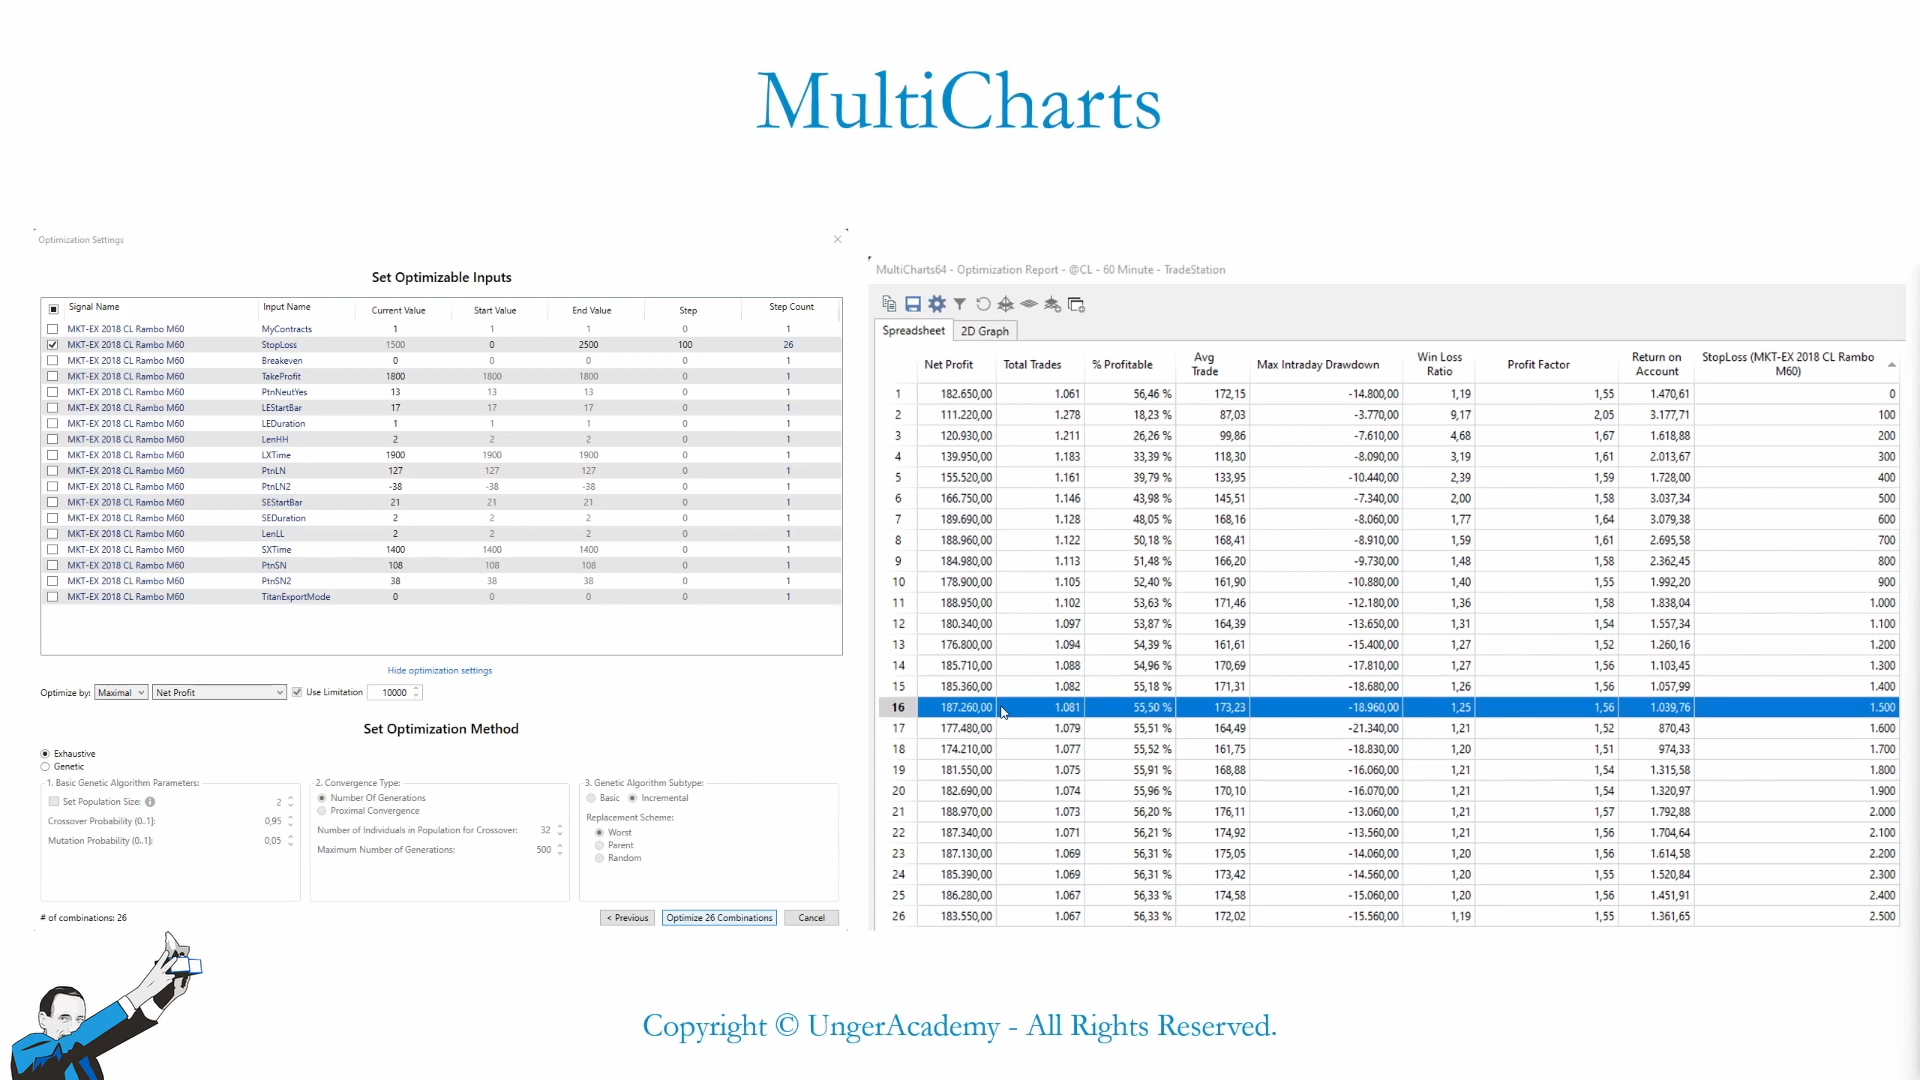 MultiCharts
Optimization Settings
Set Optimizable Inputs
Signal Name Input Name Current Value Start Value End Value Step Step Count
MKT-EX 2018 CL Rambo M60 MyContracts 1 1 1 0 1
MKT-EX 2018 CL Rambo M60 StopLoss 1500 0 2500 100 26
MKT-EX 2018 CL Rambo M60 Breakeven 0 0 0 0 1
MKT-EX 2018 CL Rambo M60 TakeProfit 1800 1800 1800 0 1
MKT-EX 2018 CL Rambo M60 PtnNeutYes 13 13 13 0 1
MKT-EX 2018 CL Rambo M60 LEStartBar 17 17 17 0 1
MKT-EX 2018 CL Rambo M60 LEDuration 1 1 1 0 1
MKT-EX 2018 CL Rambo M60 LenHH 2 2 2 0 1
MKT-EX 2018 CL Rambo M60 LXTime 1900 1900 1900 0 1
MKT-EX 2018 CL Rambo M60 PtnLN 127 127 127 0 1
MKT-EX 2018 CL Rambo M60 PtnLN2 -38 -38 -38 0 1
MKT-EX 2018 CL Rambo M60 SEStartBar 21 21 21 0 1
MKT-EX 2018 CL Rambo M60 SEDuration 2 2 2 0 1
MKT-EX 2018 CL Rambo M60 LenLL 2 2 2 0 1
MKT-EX 2018 CL Rambo M60 SXTime 1400 1400 1400 0 1
MKT-EX 2018 CL Rambo M60 PtnSN 108 108 108 0 1
MKT-EX 2018 CL Rambo M60 PtnSN2 38 38 38 0 1
MKT-EX 2018 CL Rambo M60 TitanExportMode 0 0 0 0 1
Hide optimization settings
Optimize by: Maximal Net Profit Use Limitation 10000
Set Optimization Method
Exhaustive
Genetic
1. Basic Genetic Algorithm Parameters:
Set Population Size: 2
Crossover Probability (0..1): 0,95
Mutation Probability (0..1): 0,05
2. Convergence Type:
Number Of Generations
Proximal Convergence
Number of Individuals in Population for Crossover: 32
Maximum Number of Generations: 500
3. Genetic Algorithm Subtype:
Basic Incremental
Replacement Scheme:
Worst
Parent
Random
# of combinations: 26
< Previous Optimize 26 Combinations Cancel
MultiCharts64 - Optimization Report - @CL - 60 Minute - TradeStation
Spreadsheet 2D Graph
Net Profit Total Trades % Profitable Avg Trade Max Intraday Drawdown Win Loss Ratio Profit Factor Return on Account StopLoss (MKT-EX 2018 CL Rambo M60)
1 182.650,00 1.061 56,46 % 172,15 -14.800,00 1,19 1,55 1.470,61 0
2 111.220,00 1.278 18,23 % 87,03 -3.770,00 9,17 2,05 3.177,71 100
3 120.930,00 1.211 26,26 % 99,86 -7.610,00 4,68 1,67 1.618,88 200
4 139.950,00 1.183 33,39 % 118,30 -8.090,00 3,19 1,61 2.013,67 300
5 155.520,00 1.161 39,79 % 133,95 -10.440,00 2,39 1,59 1.728,00 400
6 166.750,00 1.146 43,98 % 145,51 -7.340,00 2,00 1,58 3.037,34 500
7 189.690,00 1.128 48,05 % 168,16 -8.060,00 1,77 1,64 3.079,38 600
8 188.960,00 1.122 50,18 % 168,41 -8.910,00 1,59 1,61 2.695,58 700
9 184.980,00 1.113 51,48 % 166,20 -9.730,00 1,48 1,58 2.362,45 800
10 178.900,00 1.105 52,40 % 161,90 -10.880,00 1,40 1,55 1.992,20 900
11 188.950,00 1.102 53,63 % 171,46 -12.180,00 1,36 1,58 1.838,04 1.000
12 180.340,00 1.097 53,87 % 164,39 -13.650,00 1,31 1,54 1.557,34 1.100
13 176.800,00 1.094 54,39 % 161,61 -15.400,00 1,27 1,52 1.260,16 1.200
14 185.710,00 1.088 54,96 % 170,69 -17.810,00 1,27 1,56 1.103,45 1.300
15 185.360,00 1.082 55,18 % 171,31 -18.680,00 1,26 1,56 1.057,99 1.400
16 187.260,00 1.081 55,50 % 173,23 -18.960,00 1,25 1,56 1.039,76 1.500
17 177.480,00 1.079 55,51 % 164,49 -21.340,00 1,21 1,52 870,43 1.600
18 174.210,00 1.077 55,52 % 161,75 -18.830,00 1,20 1,51 974,33 1.700
19 181.550,00 1.075 55,91 % 168,88 -16.060,00 1,21 1,54 1.315,58 1.800
20 182.690,00 1.074 55,96 % 170,10 -16.070,00 1,21 1,54 1.320,97 1.900
21 188.970,00 1.073 56,20 % 176,11 -13.060,00 1,21 1,57 1.792,88 2.000
22 187.340,00 1.071 56,21 % 174,92 -13.560,00 1,21 1,56 1.704,64 2.100
23 187.130,00 1.069 56,31 % 175,05 -14.060,00 1,20 1,56 1.614,58 2.200
24 185.390,00 1.069 56,31 % 173,42 -14.560,00 1,20 1,55 1.520,84 2.300
25 186.280,00 1.067 56,33 % 174,58 -15.060,00 1,20 1,56 1.451,91 2.400
26 183.550,00 1.067 56,33 % 172,02 -15.560,00 1,19 1,55 1.361,65 2.500
Copyright © UngerAcademy - All Rights Reserved.